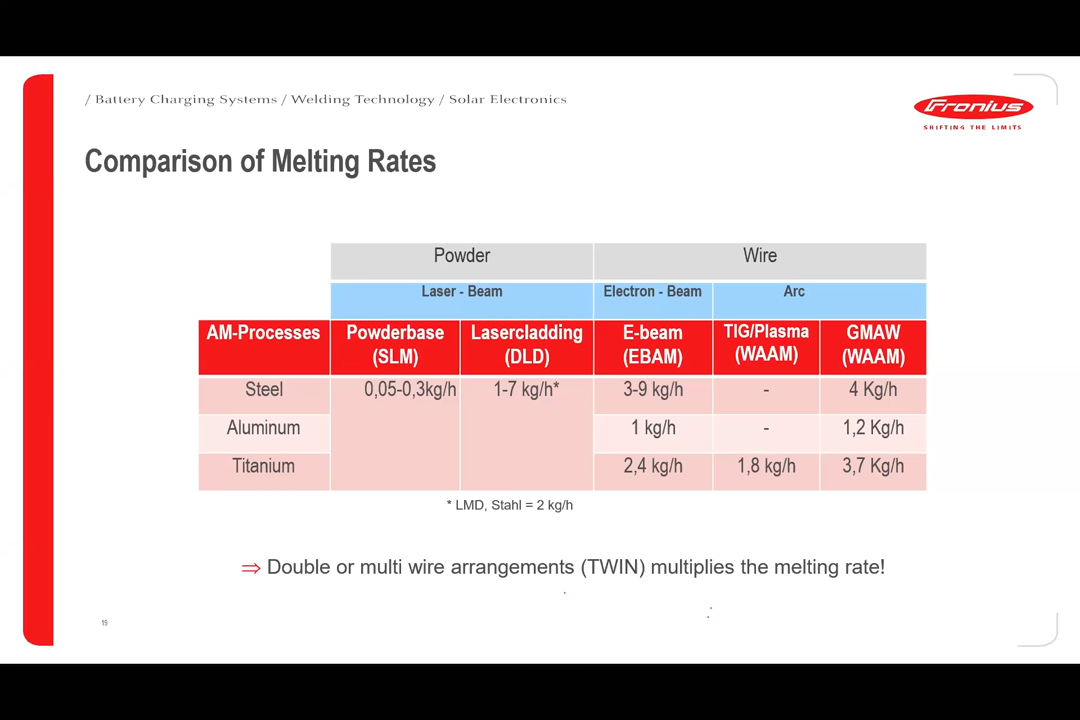 / Battery Charging Systems / Welding Technology / Solar Electronics
Fronius
SHIFTING THE LIMITS
Comparison of Melting Rates
Powder Wire
Laser - Beam Electron - Beam Arc
AM-Processes Powderbase (SLM) Lasercladding (DLD) E-beam (EBAM) TIG/Plasma (WAAM) GMAW (WAAM)
Steel 0,05-0,3kg/h 1-7 kg/h* 3-9 kg/h - 4 Kg/h
Aluminum 1 kg/h - 1,2 Kg/h
Titanium 2,4 kg/h 1,8 kg/h 3,7 Kg/h
* LMD, Stahl = 2 kg/h
⇒ Double or multi wire arrangements (TWIN) multiplies the melting rate!
19